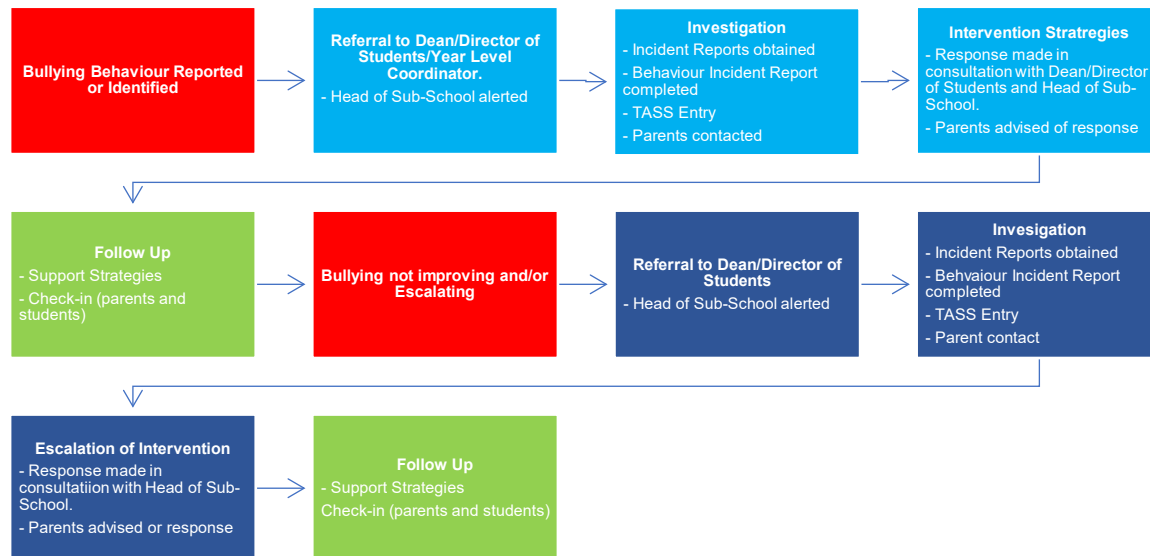 Bullying Behaviour Reported
or Identified
Referral to Dean/Director of
Students/Year Level
Coordinator.
- Head of Sub-School alerted
Investigation
- Incident Reports obtained
- Behaviour Incident Report
completed
- TASS Entry
- Parents contacted
Intervention Stratregies
- Response made in
consultation with Dean/Director
of Students and Head of Sub-
School.
- Parents advised of response
Follow Up
- Support Strategies
- Check-in (parents and
students)
Bullying not improving and/or
Escalating
Referral to Dean/Director of
Students
- Head of Sub-School alerted
Invesigation
- Incident Reports obtained
- Behvaiour Incident Report
completed
- TASS Entry
- Parent contact
Escalation of Intervention
- Response made in
consultatiion with Head of Sub-
School.
- Parents advised or response
Follow Up
- Support Strategies
Check-in (parents and students)